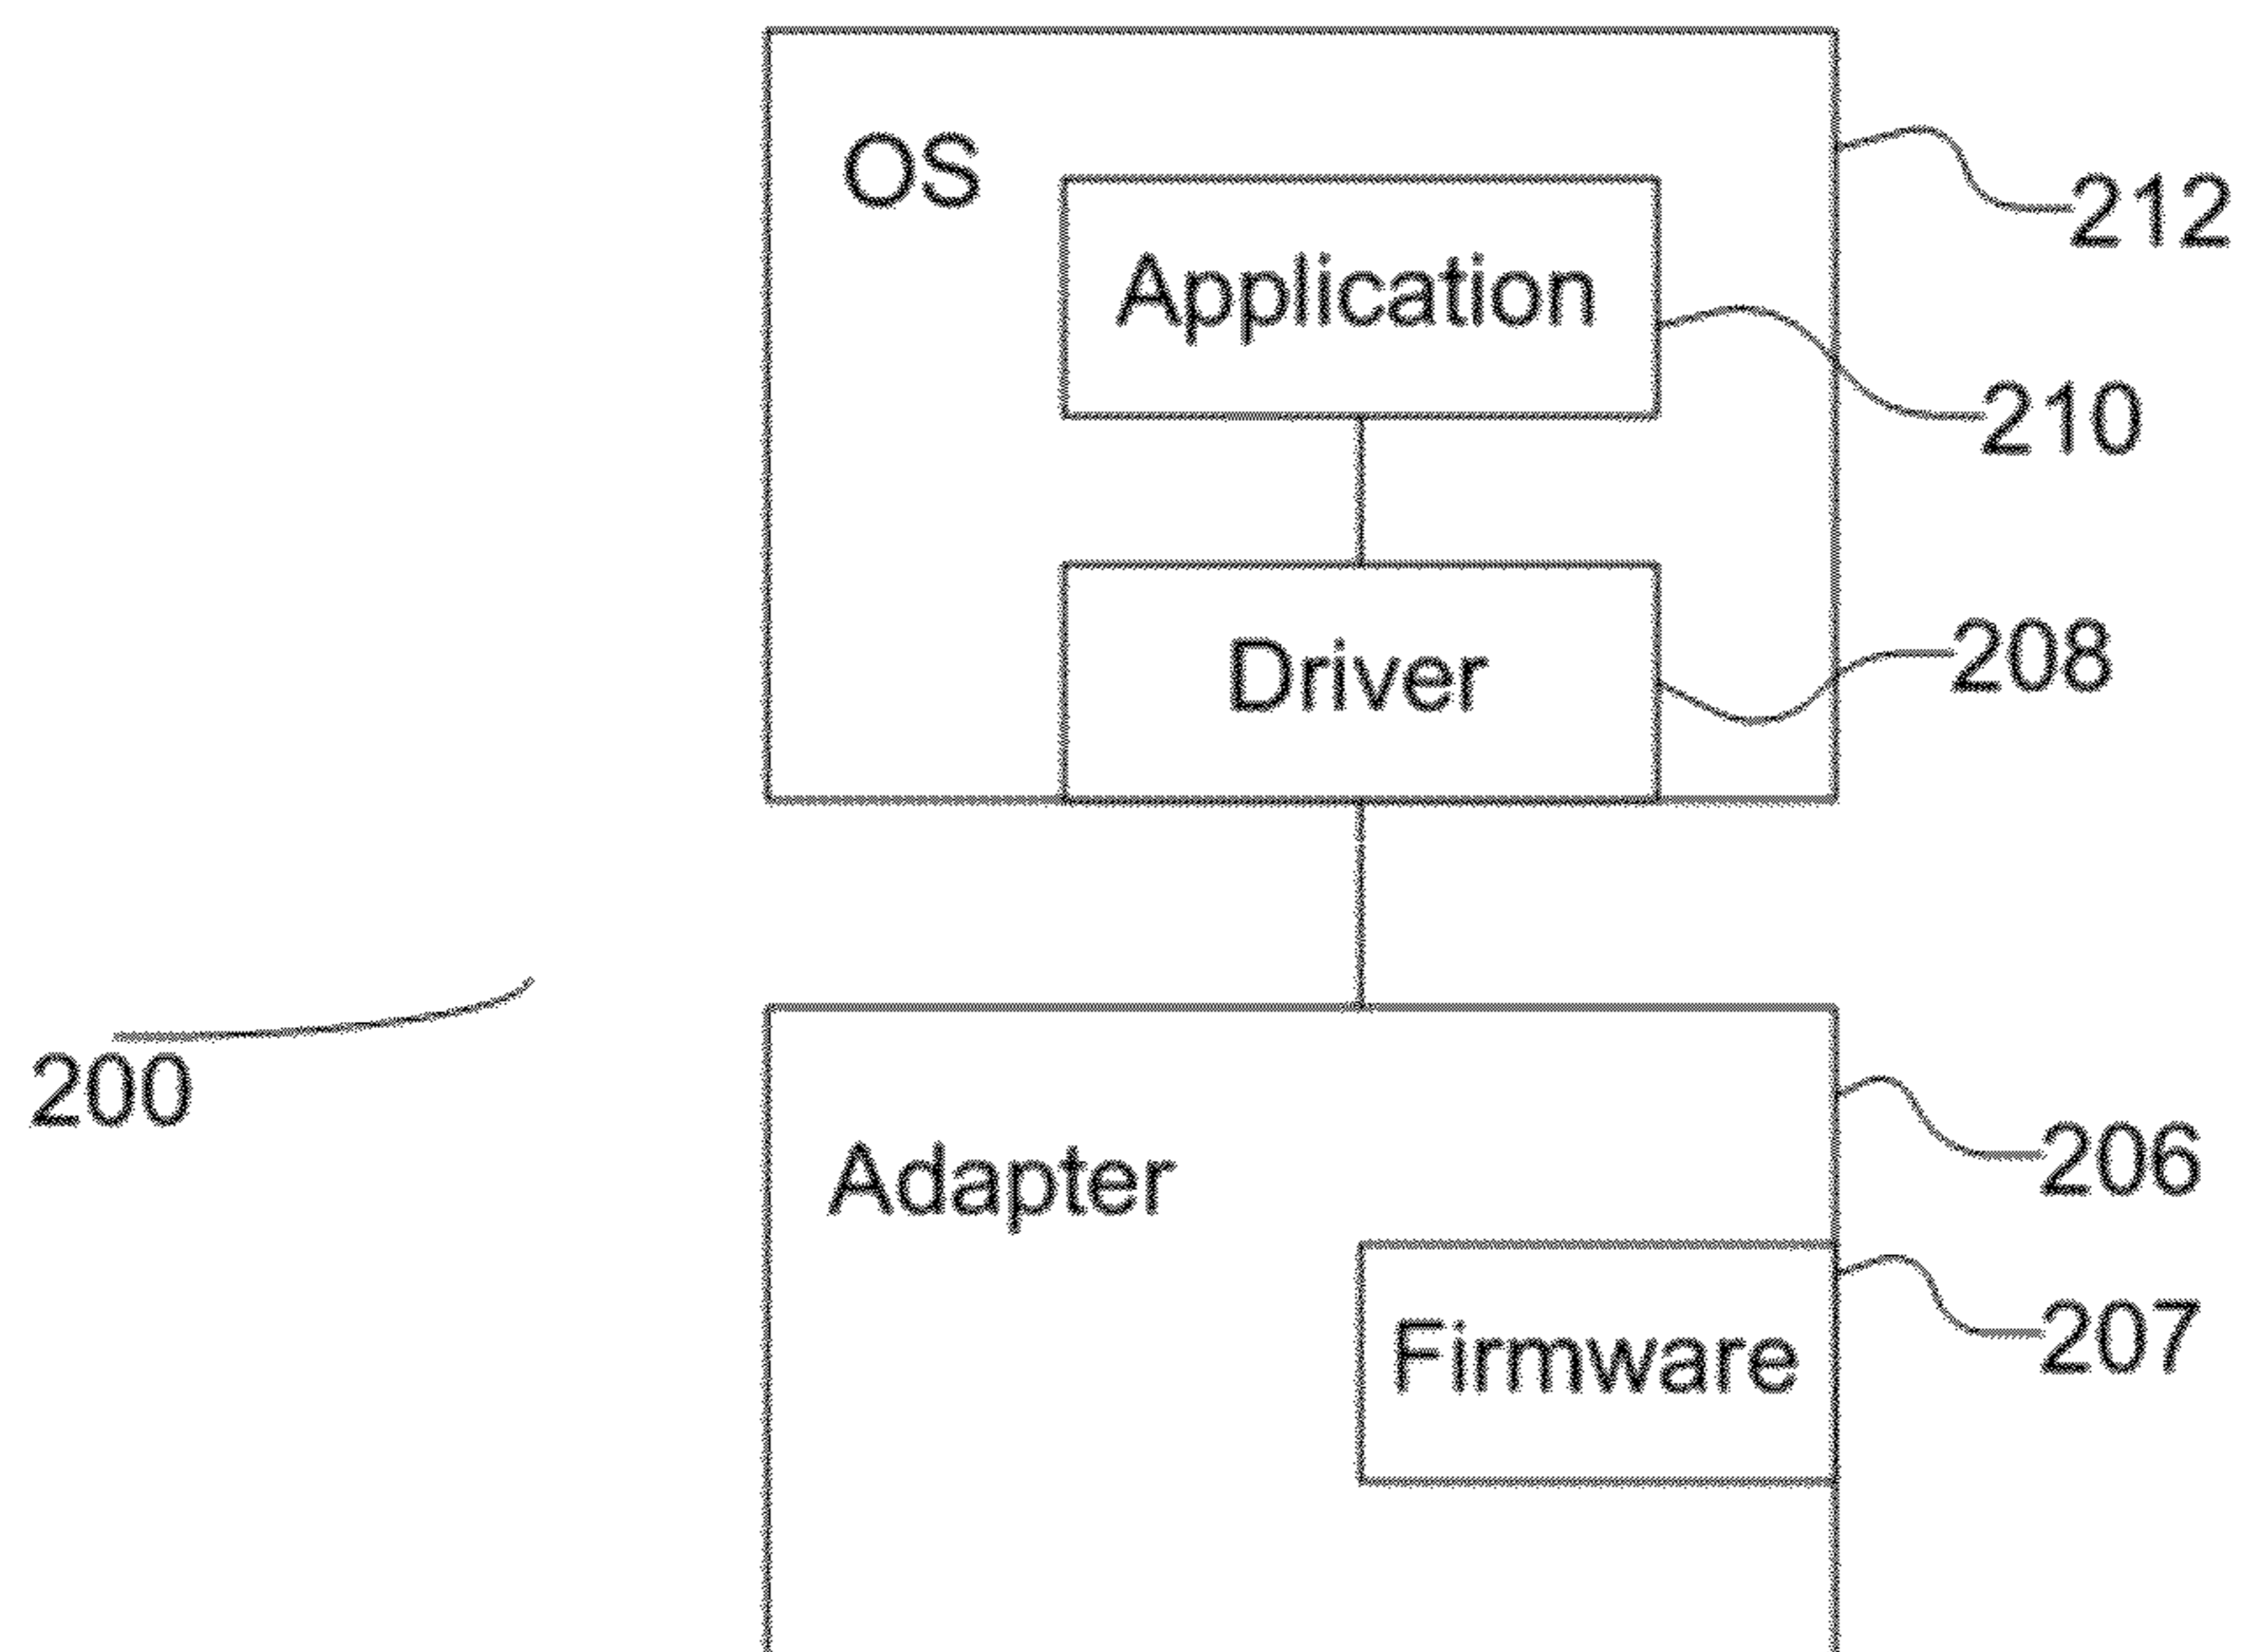 OS
212
Application
210
Driver
208
200
Adapter
206
Firmware
207